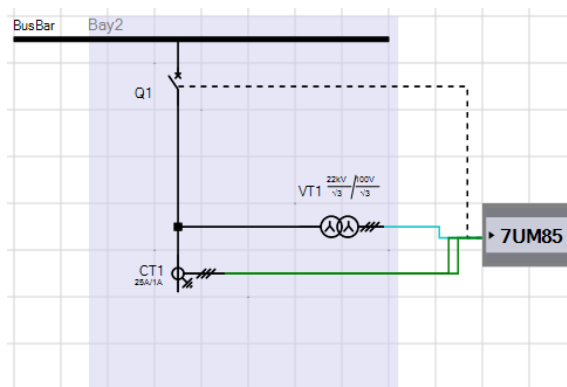 BusBar
Bay2
Q1
VT1 22kV/√3 / 100V/√3
7UM85
CT1
25A/1A